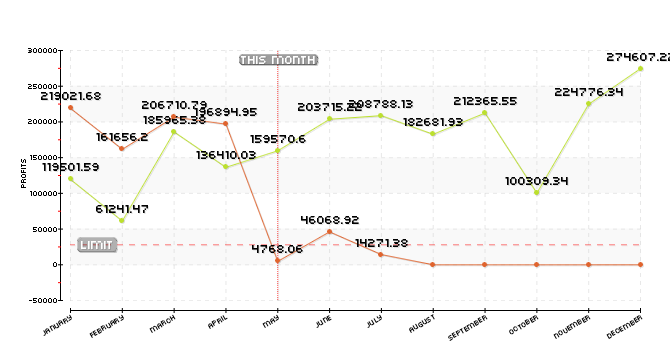 THIS MONTH
300000
250000
200000
150000
100000
50000
0
-50000
PROFITS
LIMIT
219021.68
161656.2
206710.79
196894.95
4768.06
46068.92
14271.38
119501.59
61241.47
185965.38
136410.03
159570.6
203715.22
208788.13
182681.93
212365.55
100309.34
224776.34
274607.22
JANUARY
FEBRUARY
MARCH
APRIL
MAY
JUNE
JULY
AUGUST
SEPTEMBER
OCTOBER
NOVEMBER
DECEMBER